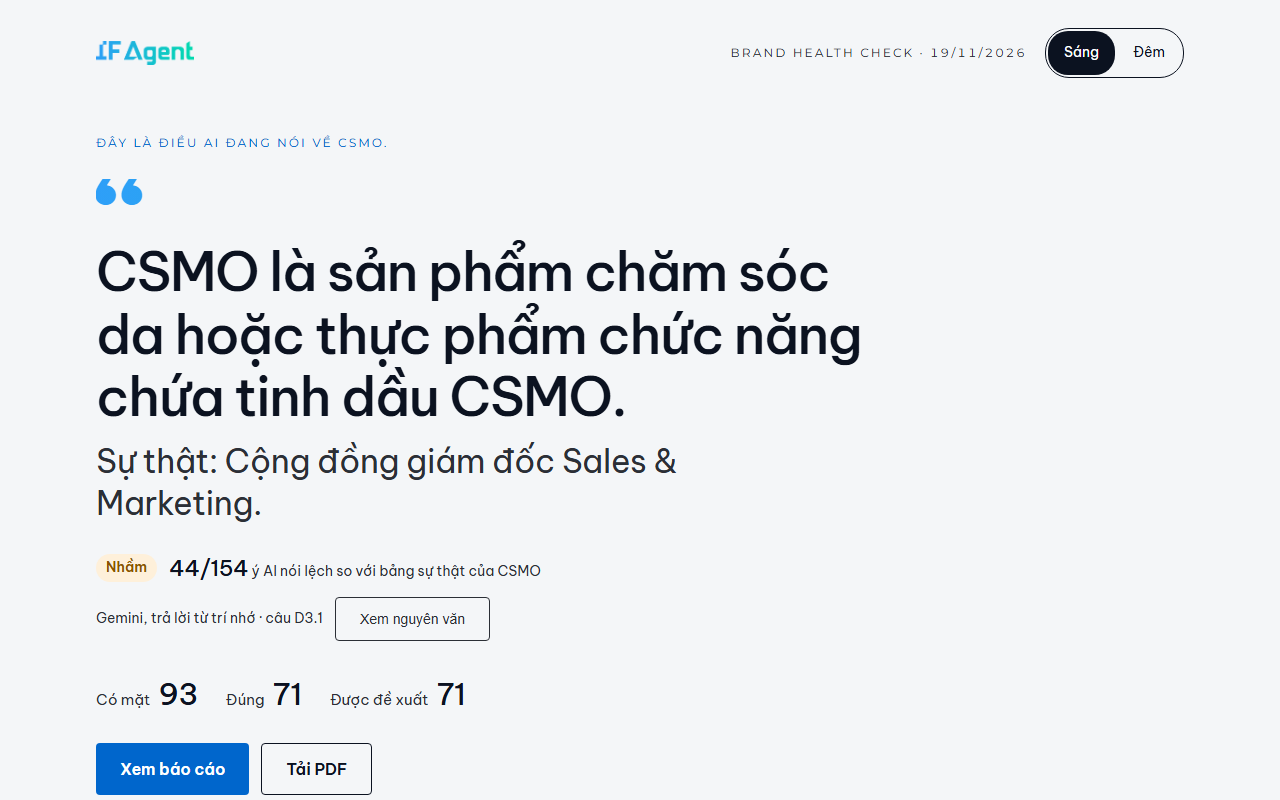 IF Agent
BRAND HEALTH CHECK · 19/11/2026
Sáng
Đêm
ĐÂY LÀ ĐIỀU AI ĐANG NÓI VỀ CSMO.
“
CSMO là sản phẩm chăm sóc
da hoặc thực phẩm chức năng
chứa tinh dầu CSMO.
Sự thật: Cộng đồng giám đốc Sales &
Marketing.
Nhầm 44/154 ý AI nói lệch so với bảng sự thật của CSMO
Gemini, trả lời từ trí nhớ · câu D3.1 Xem nguyên văn
Có mặt 93 Đúng 71 Được đề xuất 71
Xem báo cáo Tải PDF